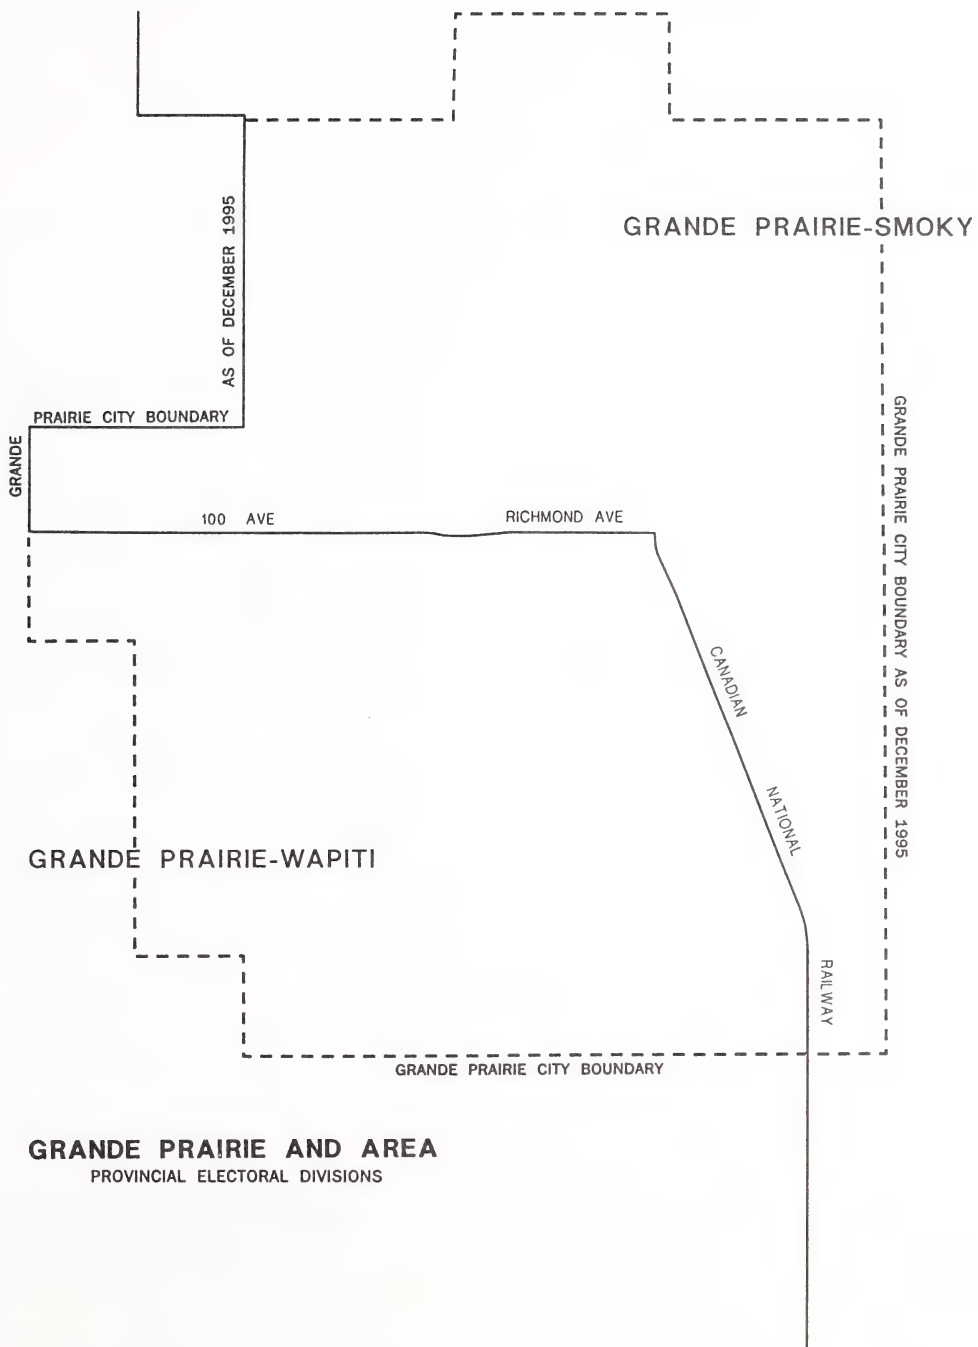 GRANDE PRAIRIE-SMOKY
AS OF DECEMBER 1995
PRAIRIE CITY BOUNDARY
GRANDE
100 AVE
RICHMOND AVE
GRANDE PRAIRIE CITY BOUNDARY AS OF DECEMBER 1995
CANADIAN
NATIONAL
RAILWAY
GRANDE PRAIRIE-WAPITI
GRANDE PRAIRIE CITY BOUNDARY
GRANDE PRAIRIE AND AREA
PROVINCIAL ELECTORAL DIVISIONS